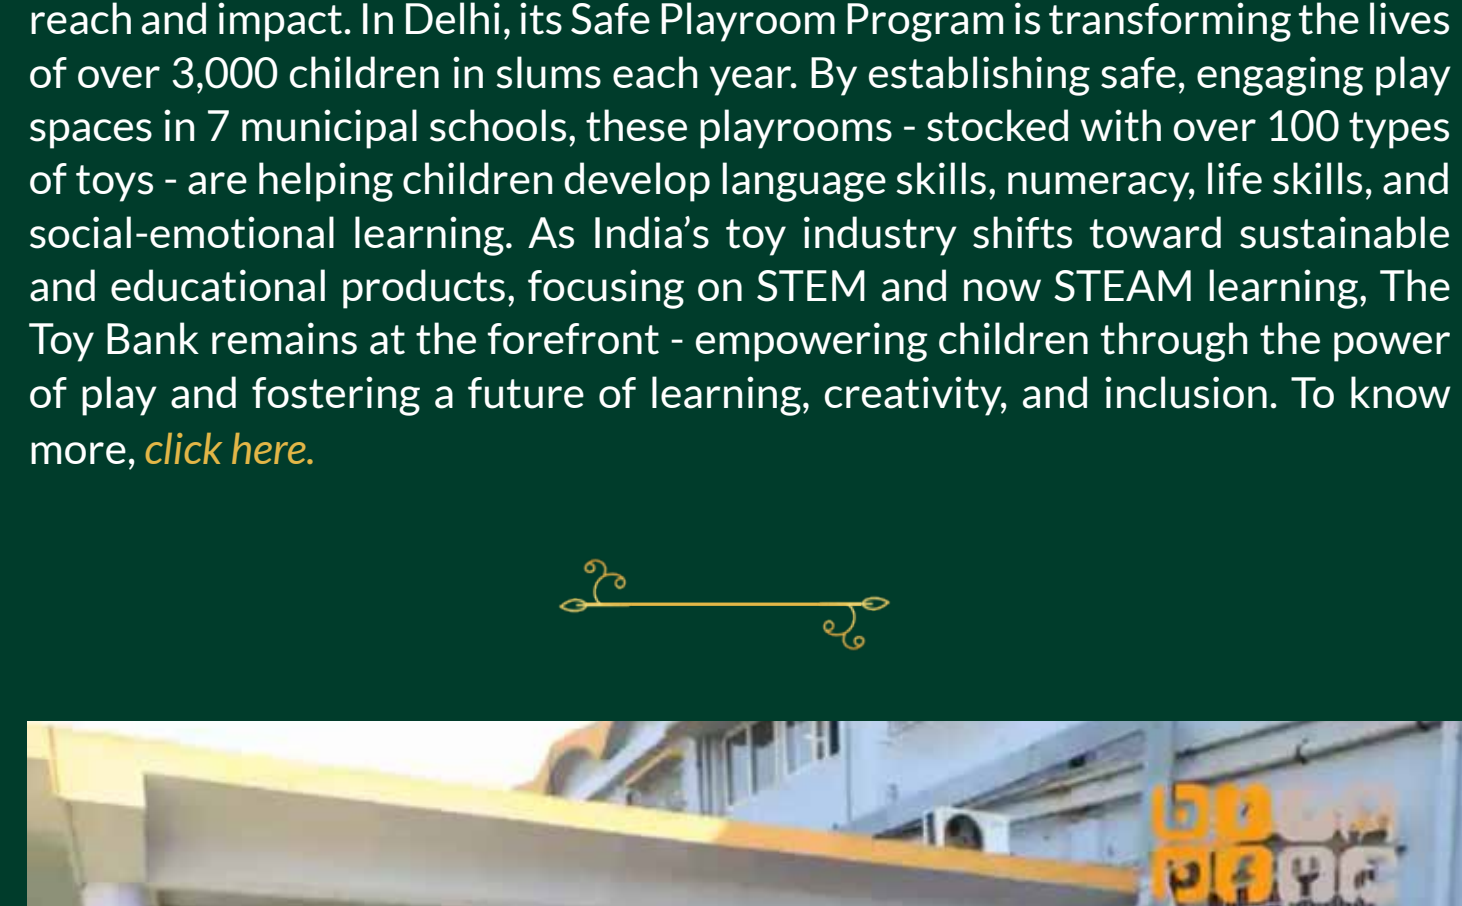 reach and impact. In Delhi, its Safe Playroom Program is transforming the lives
of over 3,000 children in slums each year. By establishing safe, engaging play
spaces in 7 municipal schools, these playrooms - stocked with over 100 types
of toys - are helping children develop language skills, numeracy, life skills, and
social-emotional learning. As India’s toy industry shifts toward sustainable
and educational products, focusing on STEM and now STEAM learning, The
Toy Bank remains at the forefront - empowering children through the power
of play and fostering a future of learning, creativity, and inclusion. To know
more, click here.